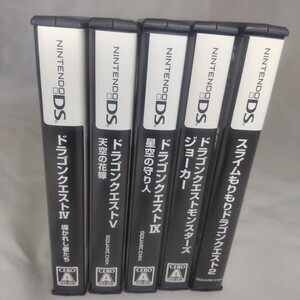 NINTENDO DS
ドラゴンクエストIV 導かれし者たち
CERO
A
NINTENDO DS
ドラゴンクエストV
天空の花嫁
SQUARE ENIX
CERO
A
NINTENDO DS
ドラゴンクエストIX
星空の守り人
SQUARE ENIX
CERO
A
NINTENDO DS
ドラゴンクエストモンスターズ
ジョーカー
CERO
A
NINTENDO DS
スライムもりもりドラゴンクエスト2